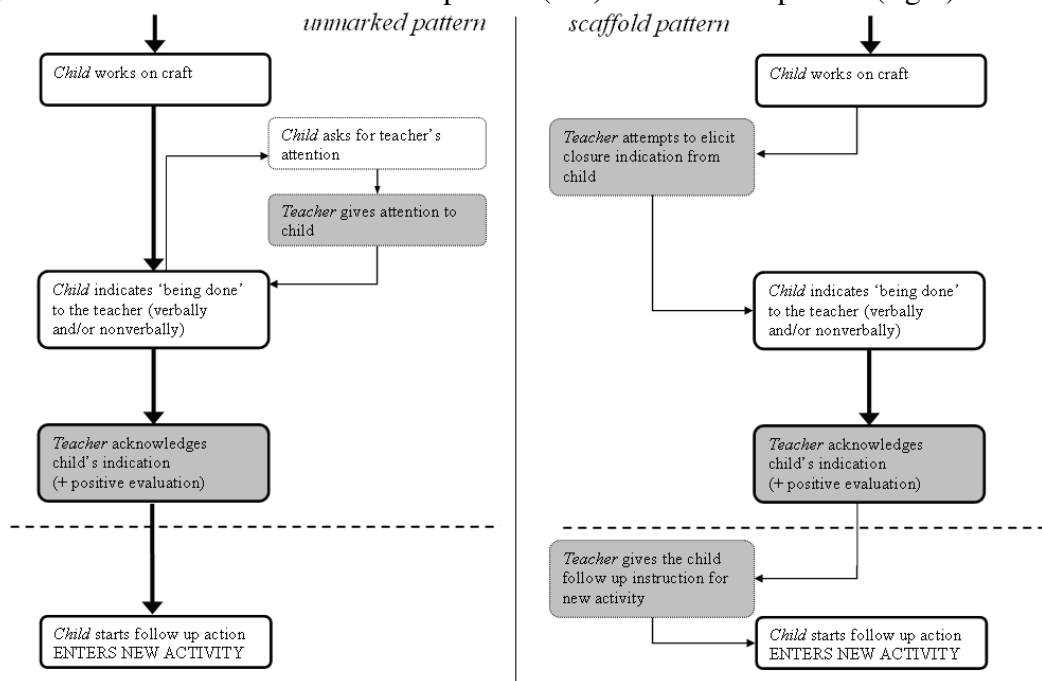 unmarked pattern
Child works on craft
Child asks for teacher's
attention
Teacher gives attention to
child
Child indicates 'being done'
to the teacher (verbally
and/or nonverbally)
Teacher acknowledges
child's indication
(+ positive evaluation)
Child starts follow up action
ENTERS NEW ACTIVITY
scaffold pattern
Child works on craft
Teacher attempts to elicit
closure indication from
child
Child indicates 'being done'
to the teacher (verbally
and/or nonverbally)
Teacher acknowledges
child's indication
(+ positive evaluation)
Teacher gives the child
follow up instruction for
new activity
Child starts follow up action
ENTERS NEW ACTIVITY